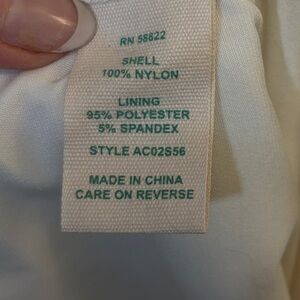 RN 58822
SHELL
100% NYLON
LINING
95% POLYESTER
5% SPANDEX
STYLE AC02S56
MADE IN CHINA
CARE ON REVERSE